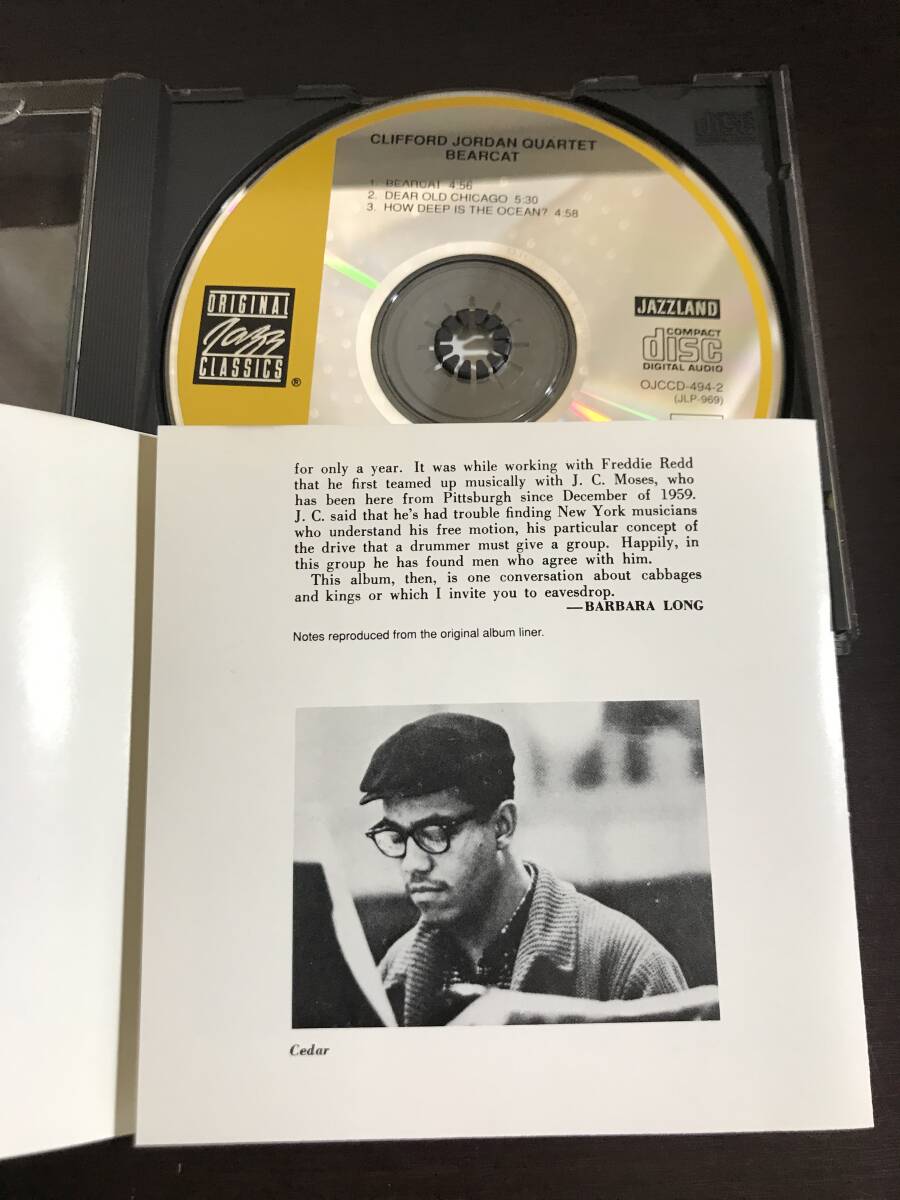 CLIFFORD JORDAN QUARTET
BEARCAT
1. BEARCAT 4:56
2. DEAR OLD CHICAGO 5:30
3. HOW DEEP IS THE OCEAN? 4:58
ORIGINAL
Jazz
CLASSICS
®
JAZZLAND
COMPACT
disc
DIGITAL AUDIO
OJCCD-494-2
(JLP-969)
for only a year. It was while working with Freddie Redd
that he first teamed up musically with J. C. Moses, who
has been here from Pittsburgh since December of 1959.
J. C. said that he's had trouble finding New York musicians
who understand his free motion, his particular concept of
the drive that a drummer must give a group. Happily, in
this group he has found men who agree with him.
This album, then, is one conversation about cabbages
and kings or which I invite you to eavesdrop.
—BARBARA LONG
Notes reproduced from the original album liner.
Cedar